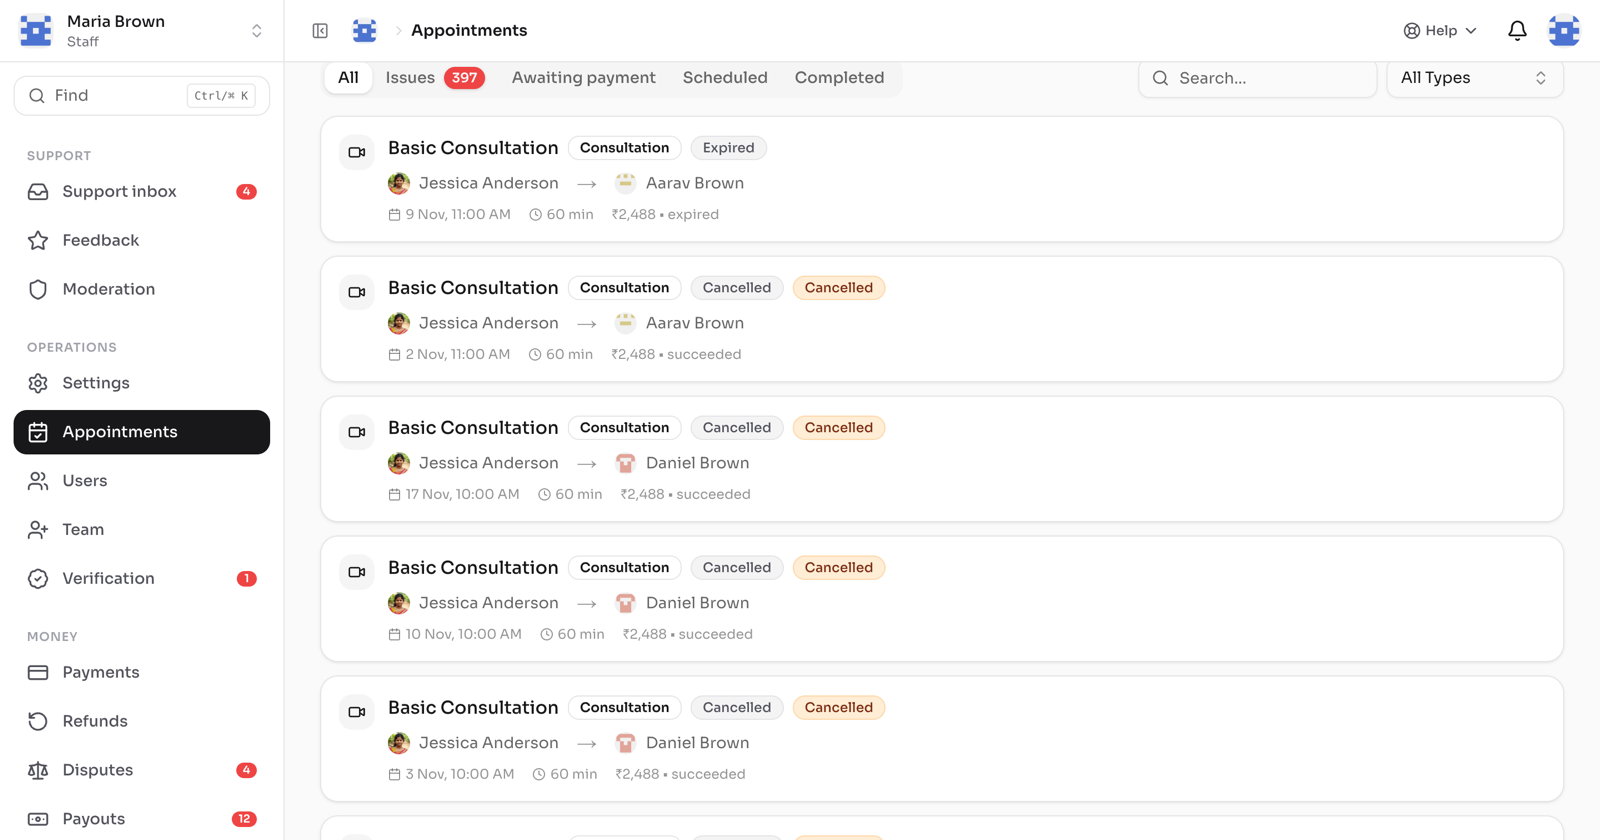 Maria Brown
Staff
Find
Ctrl/⌘ K
SUPPORT
Support inbox 4
Feedback
Moderation
OPERATIONS
Settings
Appointments
Users
Team
Verification 1
MONEY
Payments
Refunds
Disputes 4
Payouts 12
Appointments
Help
All Issues 397 Awaiting payment Scheduled Completed
Search...
All Types
Basic Consultation Consultation Expired
Jessica Anderson → Aarav Brown
9 Nov, 11:00 AM 60 min ₹2,488 • expired
Basic Consultation Consultation Cancelled Cancelled
Jessica Anderson → Aarav Brown
2 Nov, 11:00 AM 60 min ₹2,488 • succeeded
Basic Consultation Consultation Cancelled Cancelled
Jessica Anderson → Daniel Brown
17 Nov, 10:00 AM 60 min ₹2,488 • succeeded
Basic Consultation Consultation Cancelled Cancelled
Jessica Anderson → Daniel Brown
10 Nov, 10:00 AM 60 min ₹2,488 • succeeded
Basic Consultation Consultation Cancelled Cancelled
Jessica Anderson → Daniel Brown
3 Nov, 10:00 AM 60 min ₹2,488 • succeeded